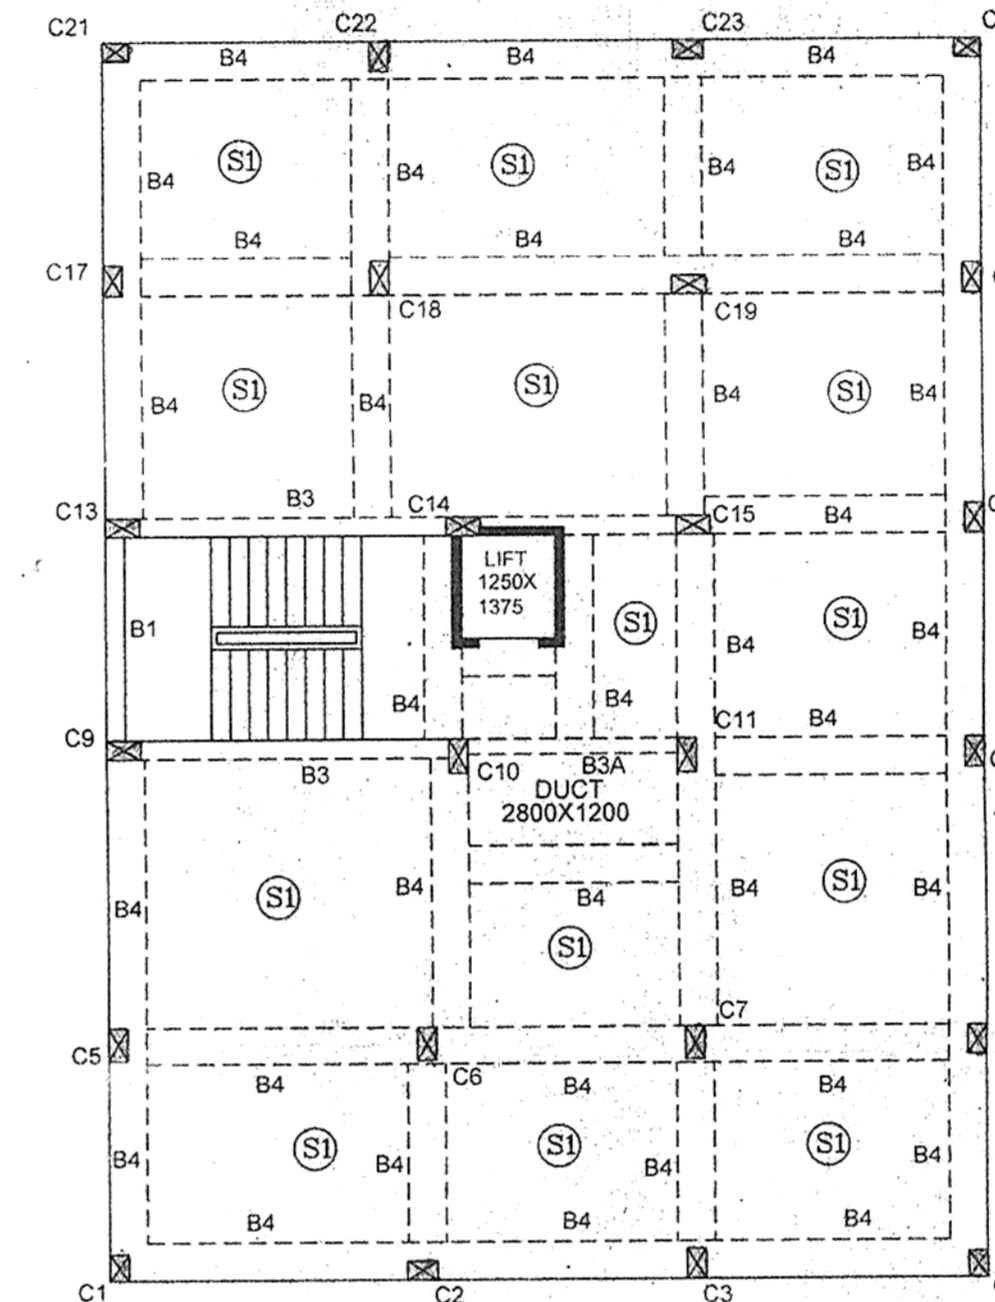 C21 C22 C23 C
B4 B4 B4
S1 S1 S1
B4 B4 B4 B4
B4 B4 B4
C17
C18 C19
S1 S1 S1
B4 B4 B4 B4
B3 C14
C13 C15 B4 C
LIFT
1250X
1375
S1 S1
B1 B4 B4
B4 B4
C11 B4
C9
B3 C10 B3A C
DUCT
2800X1200
S1 S1
B4 B4 B4 B4
B4
S1
C7
C5
C6
B4 B4 B4
S1 S1 S1
B4 B4 B4 B4
B4 B4 B4
C1 C2 C3